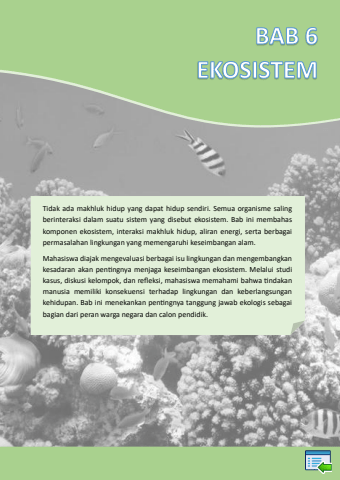 BAB 6
EKOSISTEM
Tidak ada makhluk hidup yang dapat hidup sendiri. Semua organisme saling
berinteraksi dalam suatu sistem yang disebut ekosistem. Bab ini membahas
komponen ekosistem, interaksi makhluk hidup, aliran energi, serta berbagai
permasalahan lingkungan yang memengaruhi keseimbangan alam.
Mahasiswa diajak mengevaluasi berbagai isu lingkungan dan mengembangkan
kesadaran akan pentingnya menjaga keseimbangan ekosistem. Melalui studi
kasus, diskusi kelompok, dan refleksi, mahasiswa memahami bahwa tindakan
manusia memiliki konsekuensi terhadap lingkungan dan keberlangsungan
kehidupan. Bab ini menekankan pentingnya tanggung jawab ekologis sebagai
bagian dari peran warga negara dan calon pendidik.